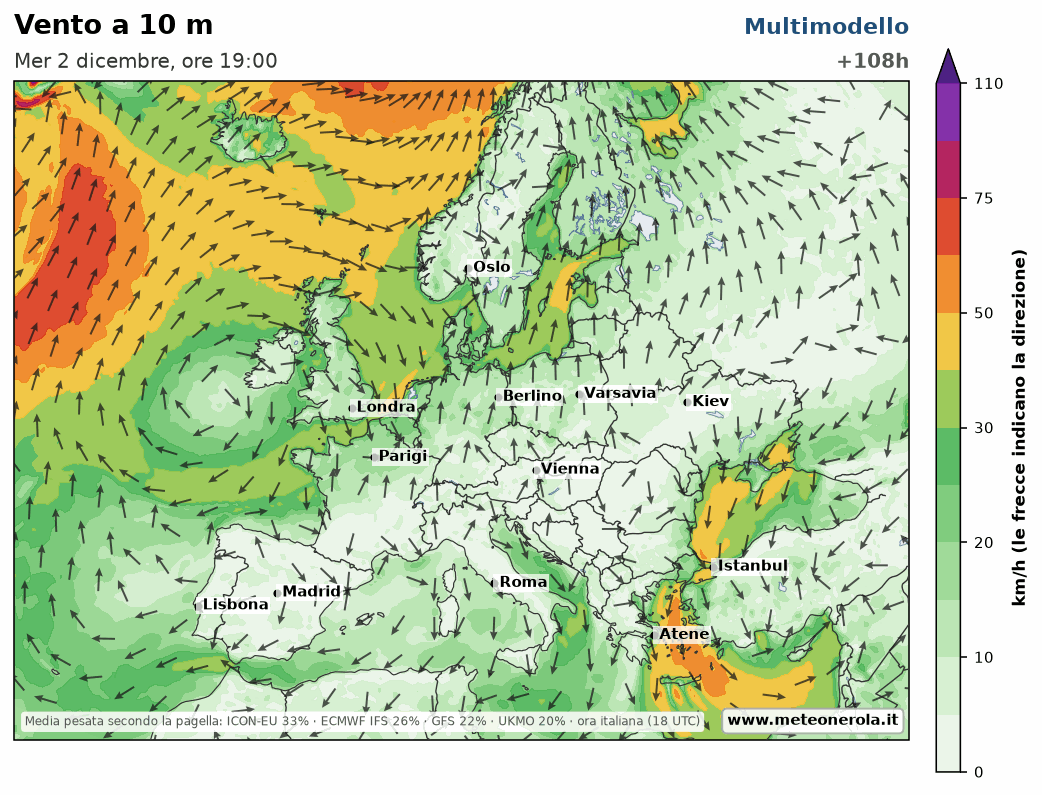 Vento a 10 m
Multimodello
Mer 2 dicembre, ore 19:00
+108h
110
75
50
30
20
10
0
km/h (le frecce indicano la direzione)
Oslo
Londra
Berlino
Varsavia
Kiev
Parigi
Vienna
Istanbul
Roma
Madrid
Lisbona
Atene
Media pesata secondo la pagella: ICON-EU 33% · ECMWF IFS 26% · GFS 22% · UKMO 20% · ora italiana (18 UTC)
www.meteonerola.it